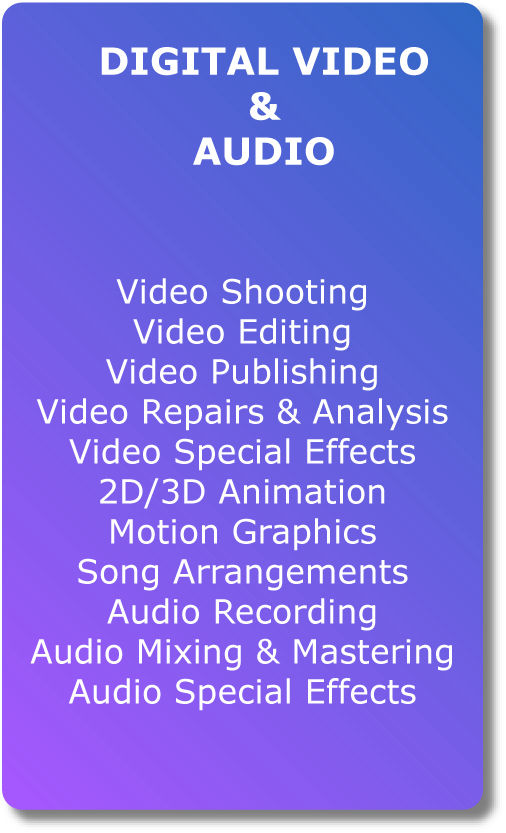 DIGITAL VIDEO
&
AUDIO
Video Shooting
Video Editing
Video Publishing
Video Repairs & Analysis
Video Special Effects
2D/3D Animation
Motion Graphics
Song Arrangements
Audio Recording
Audio Mixing & Mastering
Audio Special Effects